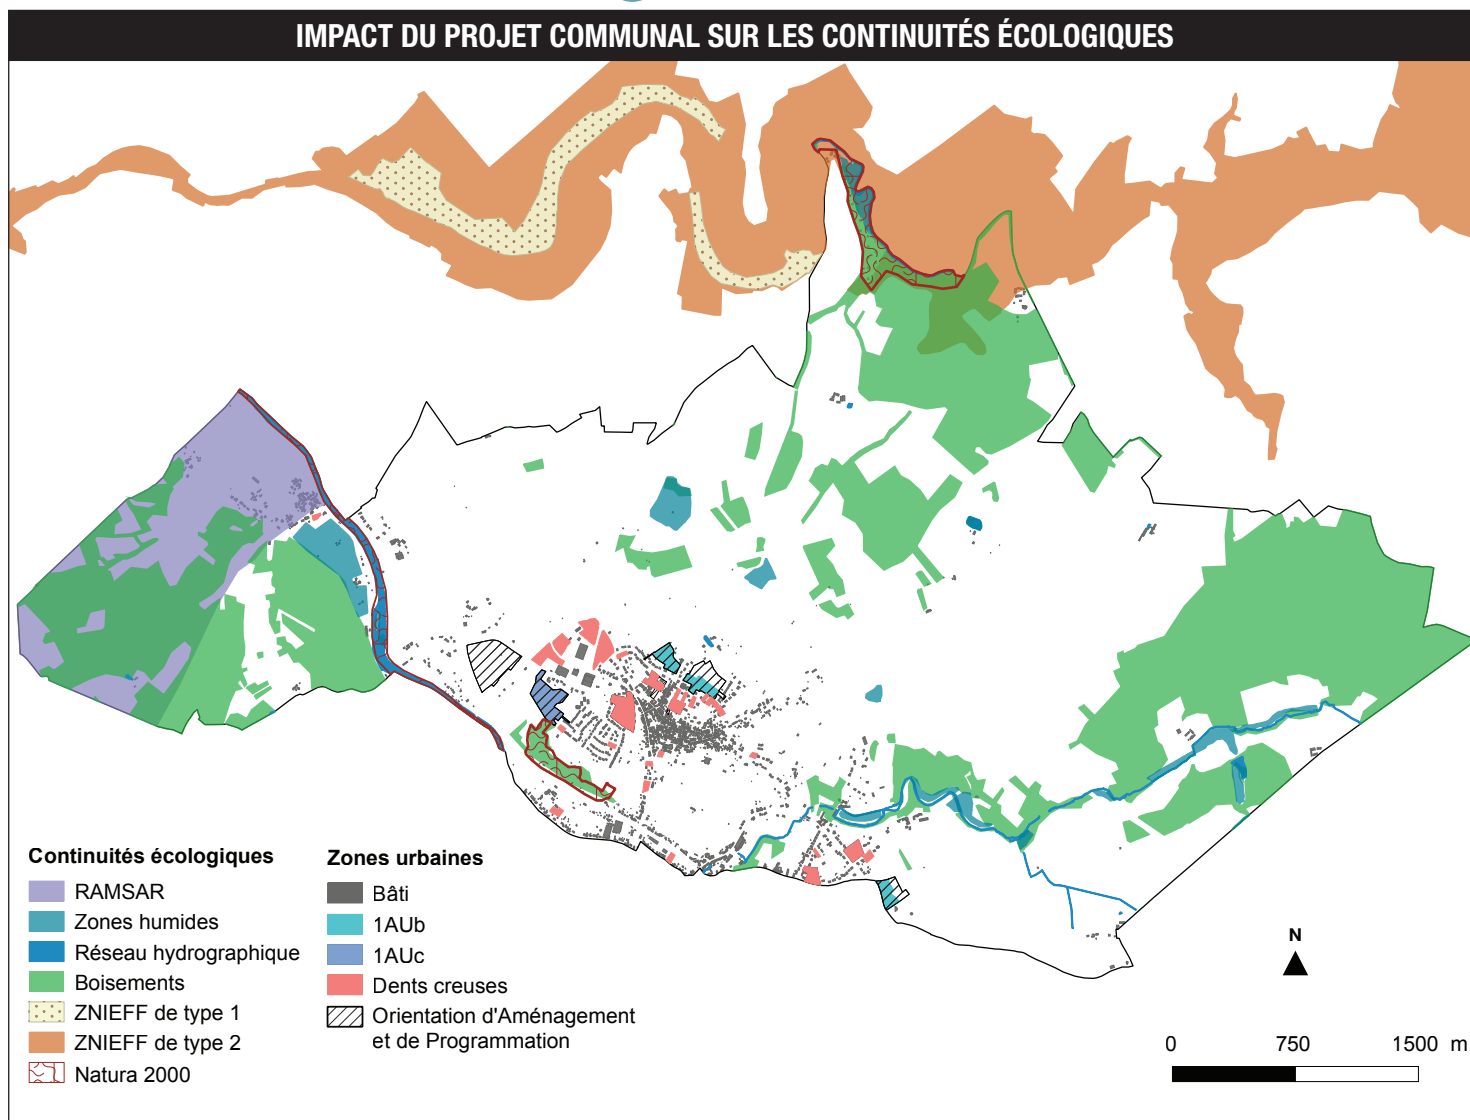 IMPACT DU PROJET COMMUNAL SUR LES CONTINUITÉS ÉCOLOGIQUES
Continuités écologiques
RAMSAR
Zones humides
Réseau hydrographique
Boisements
ZNIEFF de type 1
ZNIEFF de type 2
Natura 2000
Zones urbaines
Bâti
1AUb
1AUc
Dents creuses
Orientation d'Aménagement
et de Programmation
N
0 750 1500 m